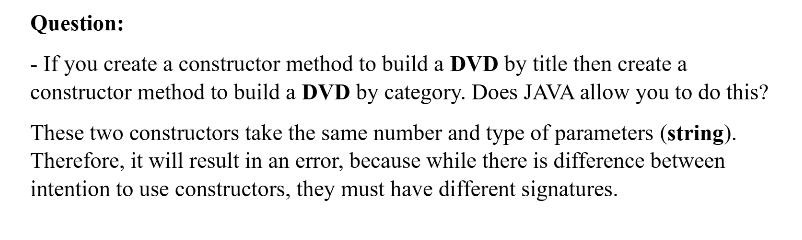 Question:
- If you create a constructor method to build a DVD by title then create a
constructor method to build a DVD by category. Does JAVA allow you to do this?
These two constructors take the same number and type of parameters (string).
Therefore, it will result in an error, because while there is difference between
intention to use constructors, they must have different signatures.